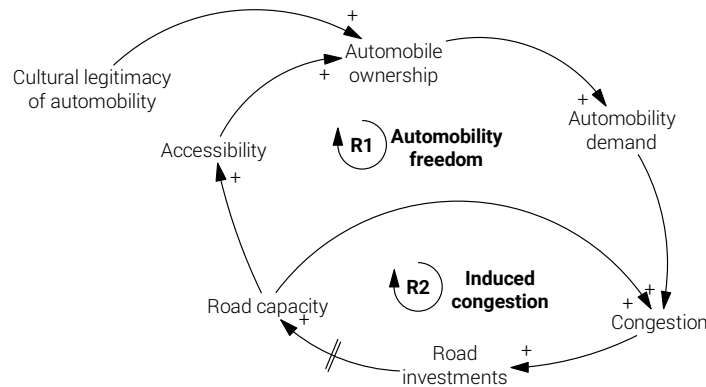 Cultural legitimacy
of automobility
+
Automobile
ownership
+
+
Automobility
demand
Accessibility
+
R1
Automobility
freedom
R2
Induced
congestion
Road capacity
+
+
+
Congestion
+
Road
investments